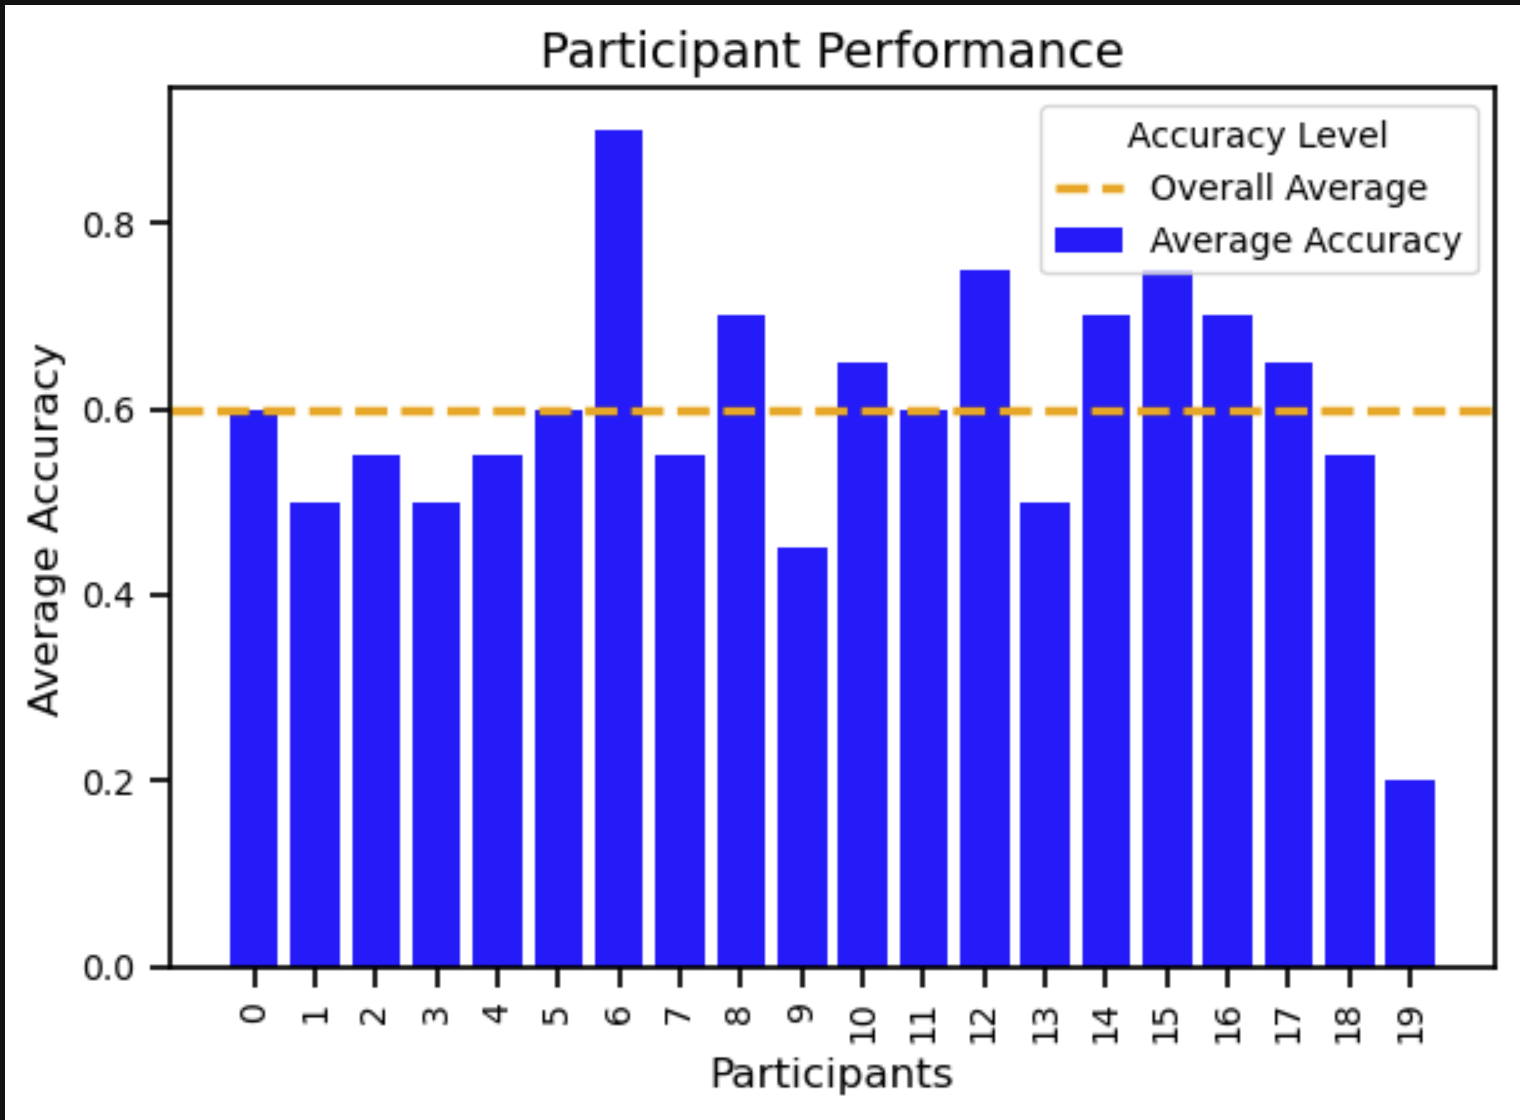 Participant Performance
Accuracy Level
Overall Average
Average Accuracy
Average Accuracy
0.8
0.6
0.4
0.2
0.0
0 1 2 3 4 5 6 7 8 9 10 11 12 13 14 15 16 17 18 19
Participants